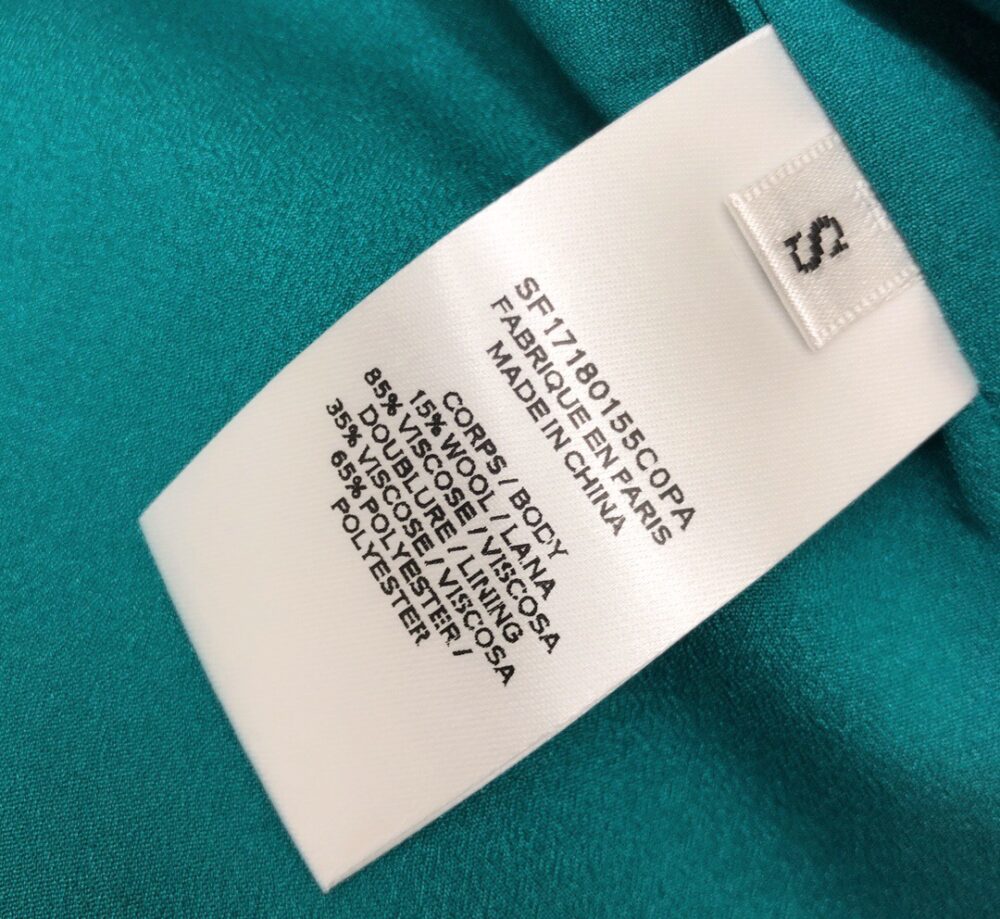 S
SF17180155C0PA
FABRIQUE EN PARIS
MADE IN CHINA
CORPS / BODY
15% WOOL / LANA
85% VISCOSE / VISCOSA
DOUBLURE / LINING
35% VISCOSE / VISCOSA
65% POLYESTER /
POLYESTER